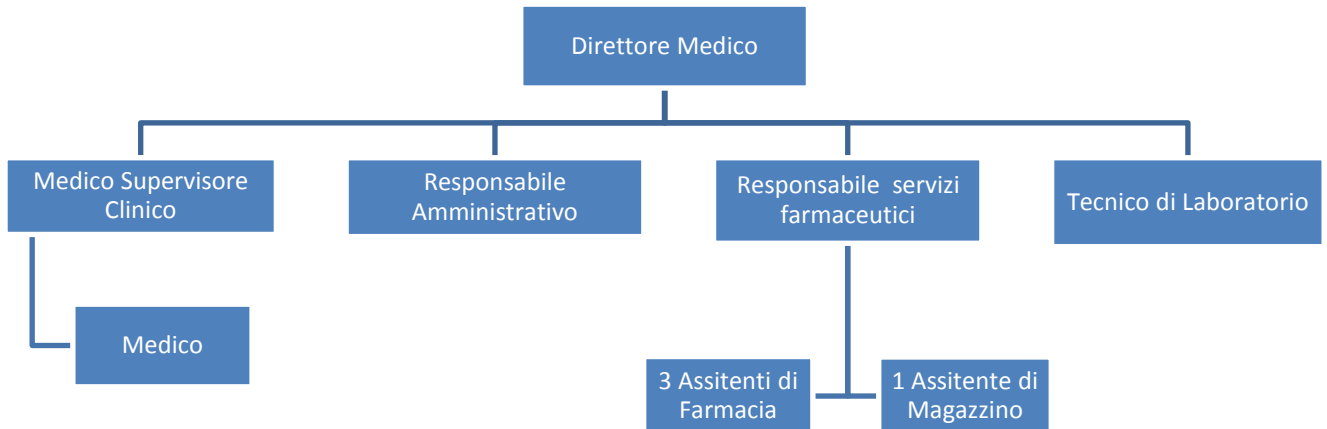 Direttore Medico
Medico Supervisore
Clinico
Responsabile
Amministrativo
Responsabile servizi
farmaceutici
Tecnico di Laboratorio
Medico
3 Assitenti di
Farmacia
1 Assitente di
Magazzino